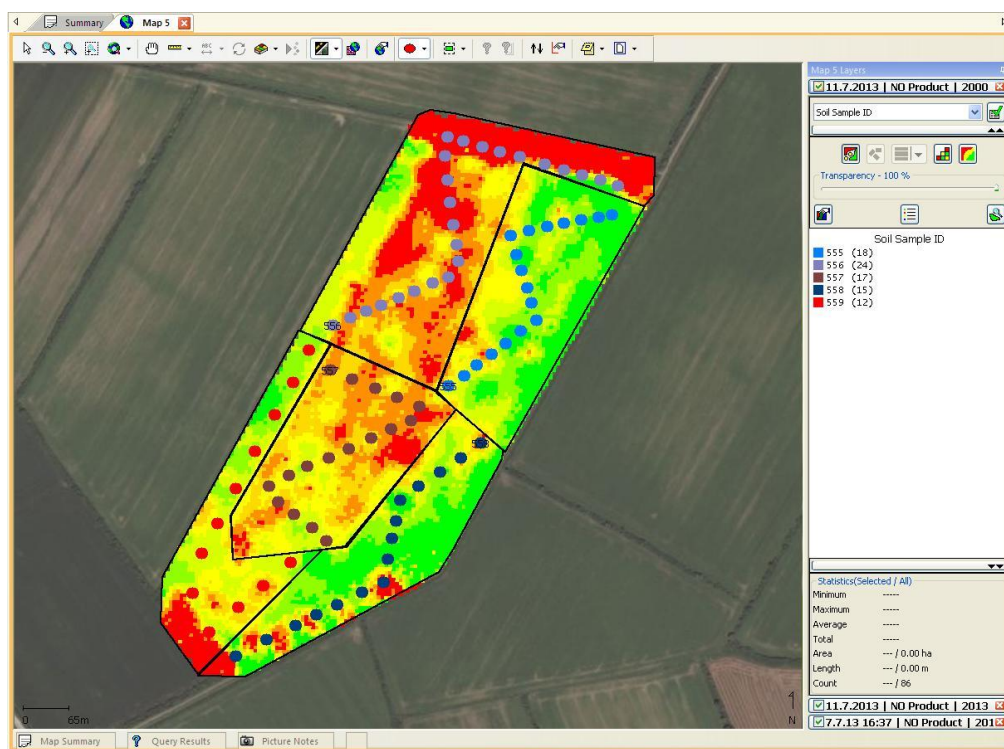 Summary
Map 5
ABC
Map 5 Layers
11.7.2013 | NO Product | 2000
Soil Sample ID
Transparency - 100 %
Soil Sample ID
555 (18)
556 (24)
557 (17)
558 (15)
559 (12)
556
557
555
558
Statistics(Selected / All)
Minimum -----
Maximum -----
Average -----
Total -----
Area --- / 0.00 ha
Length --- / 0.00 m
Count --- / 86
0 65m
N
11.7.2013 | NO Product | 2013
7.7.13 16:37 | NO Product | 201
Map Summary
Query Results
Picture Notes